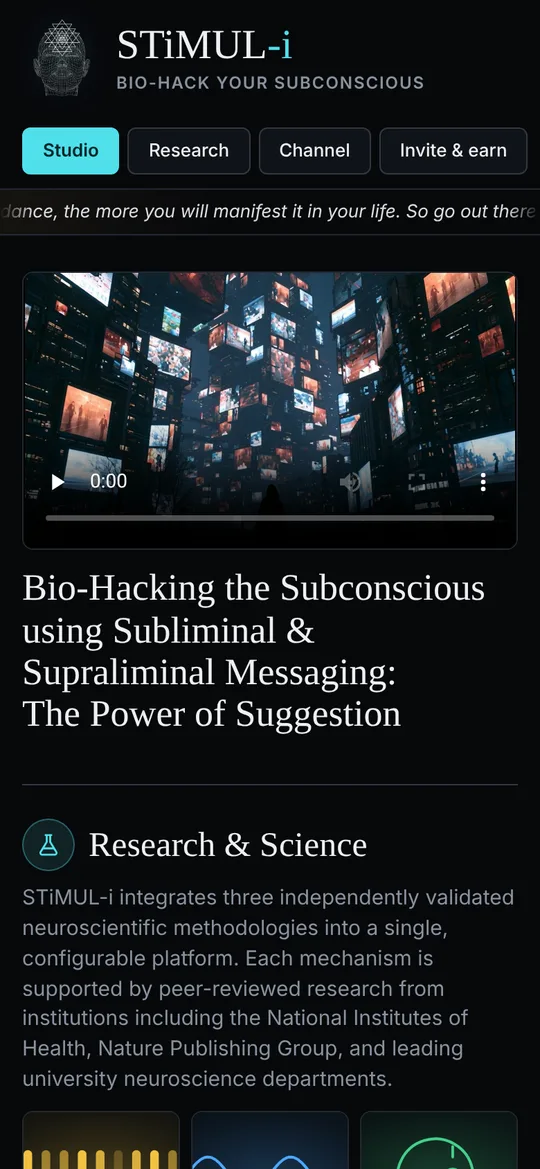 STiMUL-i
BIO-HACK YOUR SUBCONSCIOUS
Studio
Research
Channel
Invite & earn
dance, the more you will manifest it in your life. So go out there
0:00
Bio-Hacking the Subconscious
using Subliminal &
Supraliminal Messaging:
The Power of Suggestion
Research & Science
STiMUL-i integrates three independently validated
neuroscientific methodologies into a single,
configurable platform. Each mechanism is
supported by peer-reviewed research from
institutions including the National Institutes of
Health, Nature Publishing Group, and leading
university neuroscience departments.